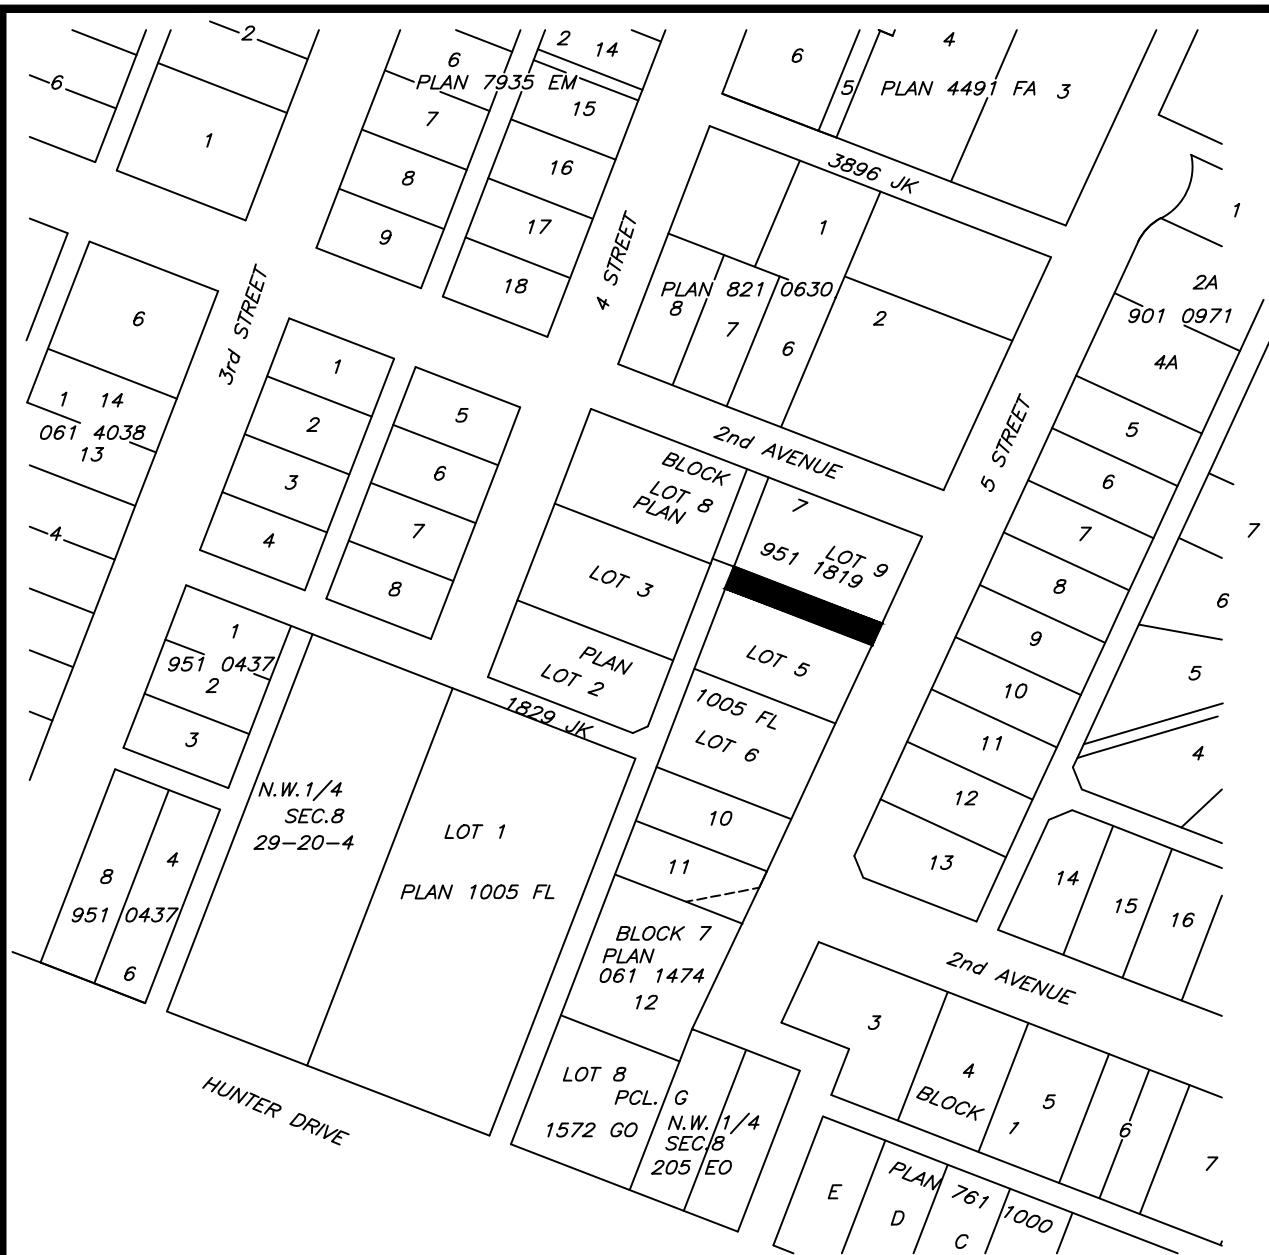 2
6
1
6
PLAN 7935 EM
7
8
9
2
14
15
16
17
18
6
5
4
PLAN 4491 FA 3
3896 JK
1
2A
901 0971
4A
5
6
7
8
9
10
11
12
13
6
3rd STREET
4 STREET
5 STREET
1
PLAN 821 0630
8
7
6
2
1 14
061 4038
13
4
1
2
3
4
5
6
7
8
2nd AVENUE
BLOCK
LOT 8
PLAN
7
LOT 9
951 1819
LOT 3
PLAN
LOT 2
1829 JK
LOT 5
1005 FL
LOT 6
10
11
7
6
5
4
1
951 0437
2
3
N.W.1/4
SEC.8
29-20-4
LOT 1
PLAN 1005 FL
8
4
951 0437
6
BLOCK 7
PLAN
061 1474
12
14
15
16
2nd AVENUE
HUNTER DRIVE
LOT 8
PCL. G
1572 GO
N.W. 1/4
SEC.8
205 EO
3
4
BLOCK 1
5
6
7
E
PLAN 761 1000
D
C